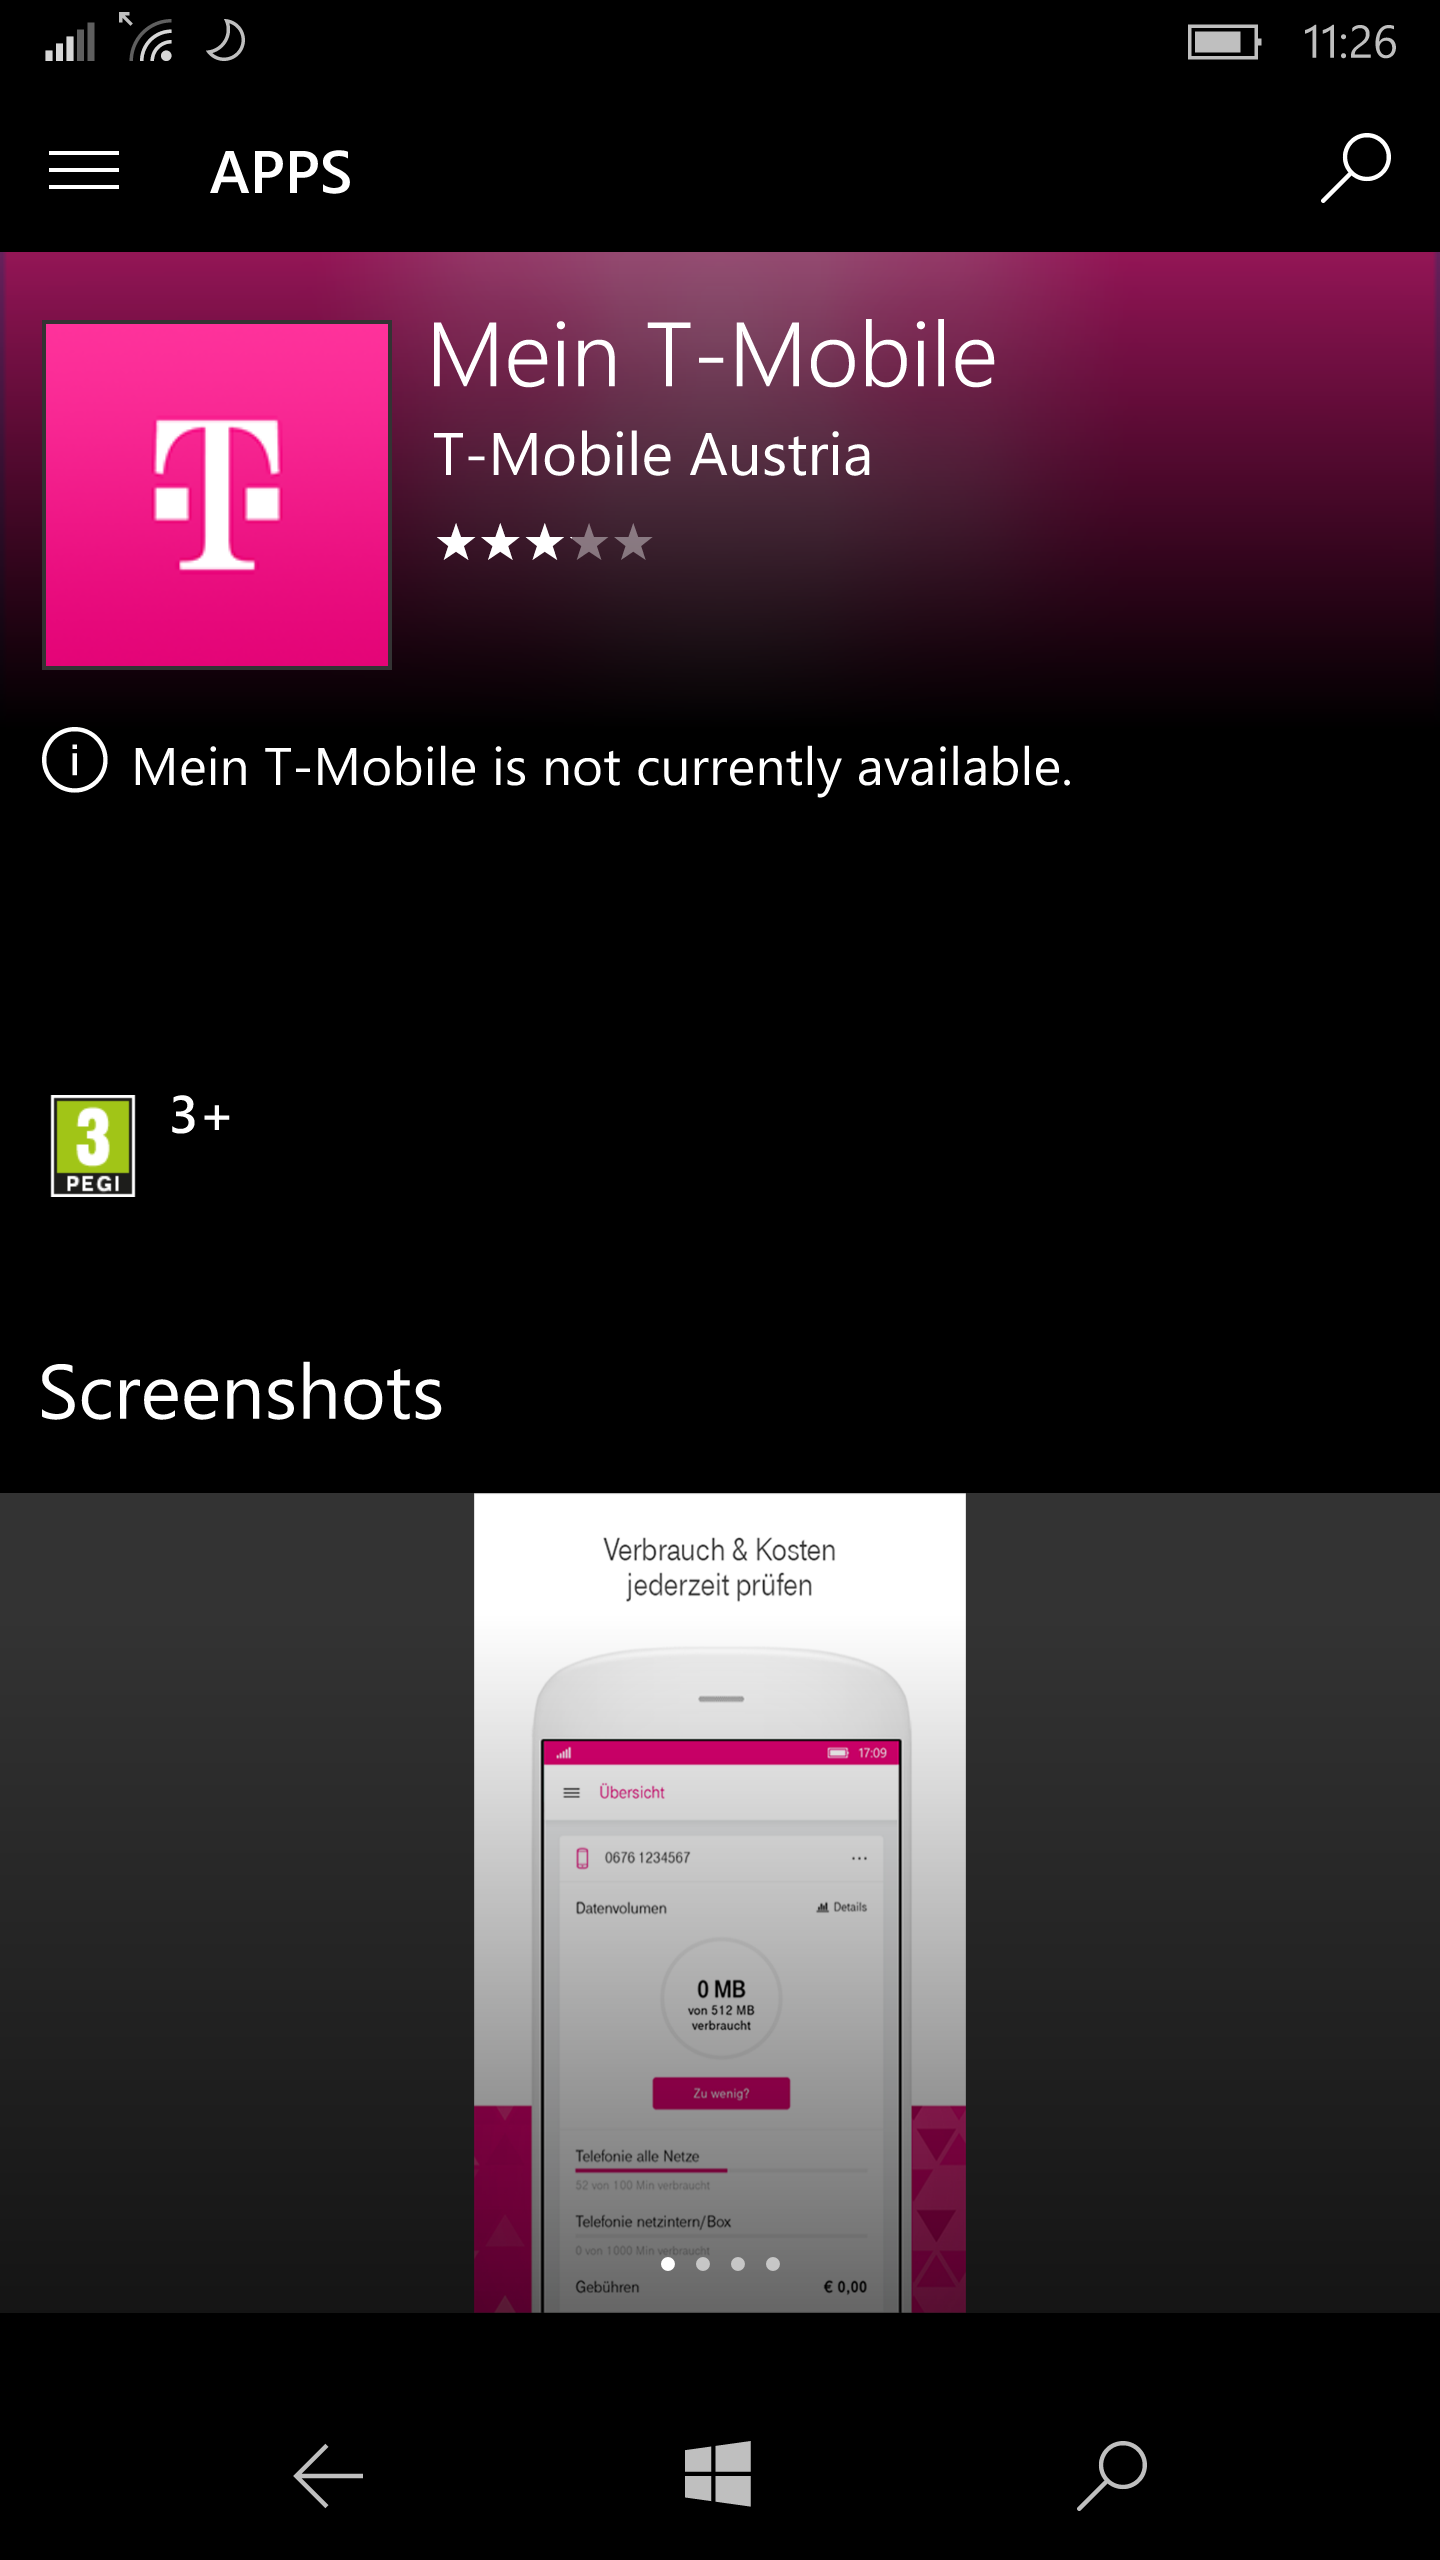 11:26
APPS
Mein T-Mobile
T-Mobile Austria
Mein T-Mobile is not currently available.
3
PEGI
3+
Screenshots
Verbrauch & Kosten
jederzeit prüfen
17:09
Übersicht
0676 1234567
Datenvolumen
Details
0 MB
von 512 MB
verbraucht
Zu wenig?
Telefonie alle Netze
52 von 100 Min verbraucht
Telefonie netzintern/Box
0 von 1000 Min verbraucht
Gebühren
€ 0,00